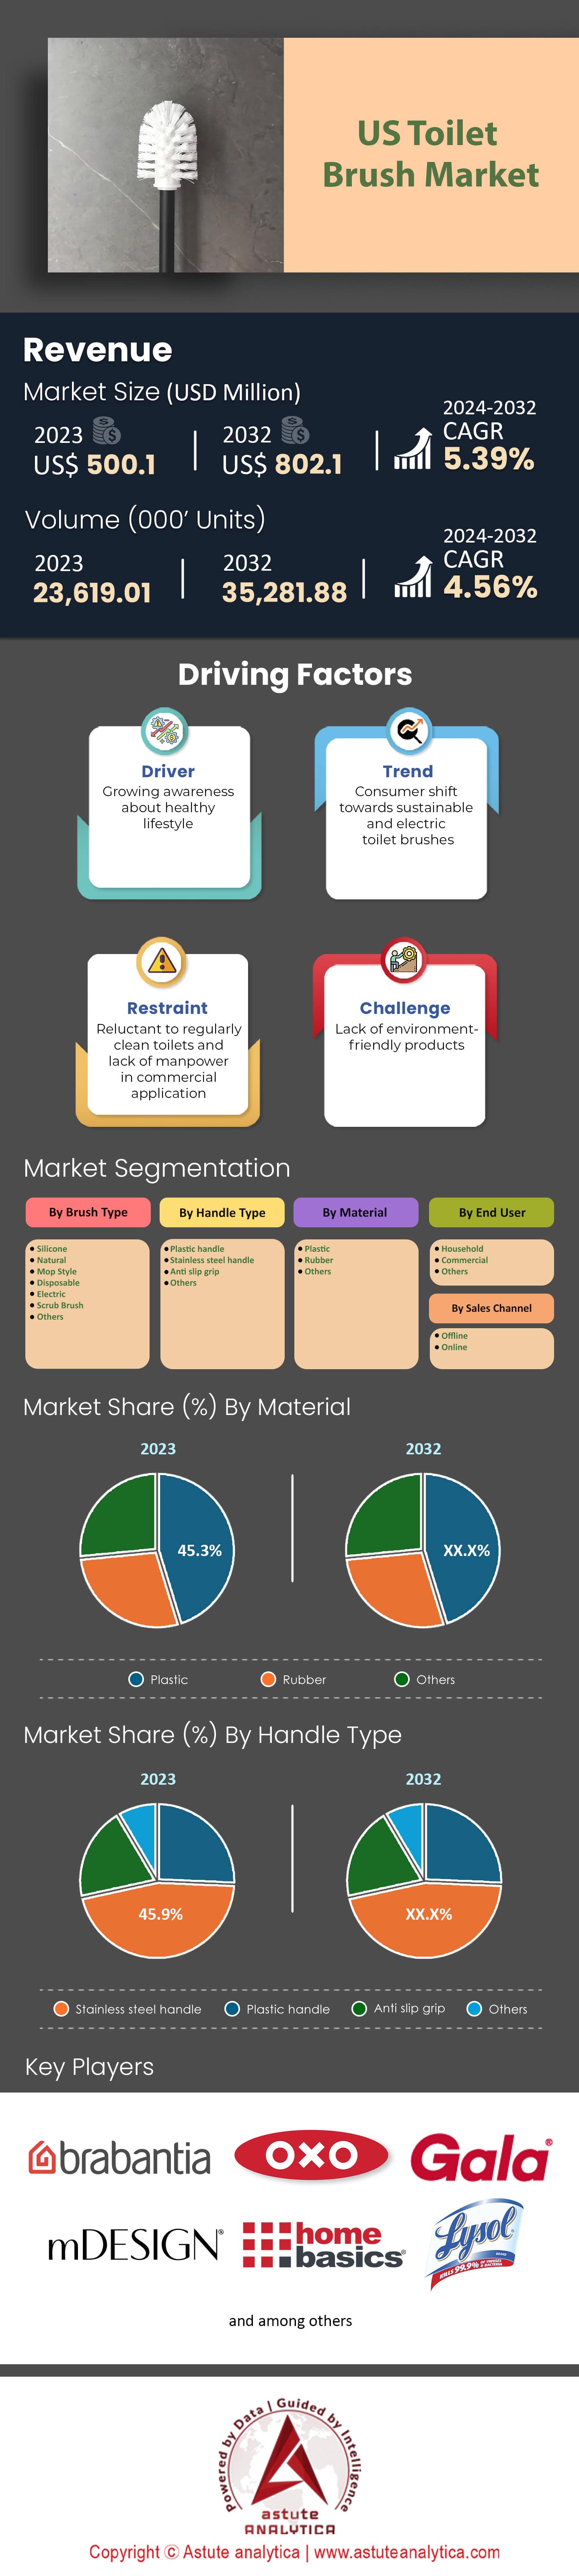 US Toilet
Brush Market
Revenue
Market Size (USD Million)
2023
US$ 500.1
2032
US$ 802.1
2024-2032
CAGR
5.39%
Volume (000’ Units)
2023
23,619.01
2032
35,281.88
2024-2032
CAGR
4.56%
Driving Factors
Driver
Growing awareness
about healthy
lifestyle
Trend
Consumer shift
towards sustainable
and electric
toilet brushes
Restraint
Reluctant to regularly
clean toilets and
lack of manpower
in commercial
application
Challenge
Lack of environment-
friendly products
Market Segmentation
By Brush Type
• Silicone
• Natural
• Mop Style
• Disposable
• Electric
• Scrub Brush
• Others
By Handle Type
• Plastic handle
• Stainless steel handle
• Anti slip grip
• Others
By Material
• Plastic
• Rubber
• Others
By End User
• Household
• Commercial
• Others
By Sales Channel
• Offline
• Online
Market Share (%) By Material
2023
45.3%
2032
XX.X%
Plastic
Rubber
Others
Market Share (%) By Handle Type
2023
45.9%
2032
XX.X%
Stainless steel handle
Plastic handle
Anti slip grip
Others
Key Players
brabantia
OXO
Gala®
mDESIGN®
home
basics®
Lysol
BRAND
KILLS 99.9% OF VIRUSES & BACTERIA
and among others
Powered by Data | Guided by Intelligence
astute
ANALYTICA
Copyright © Astute analytica | www.astuteanalytica.com